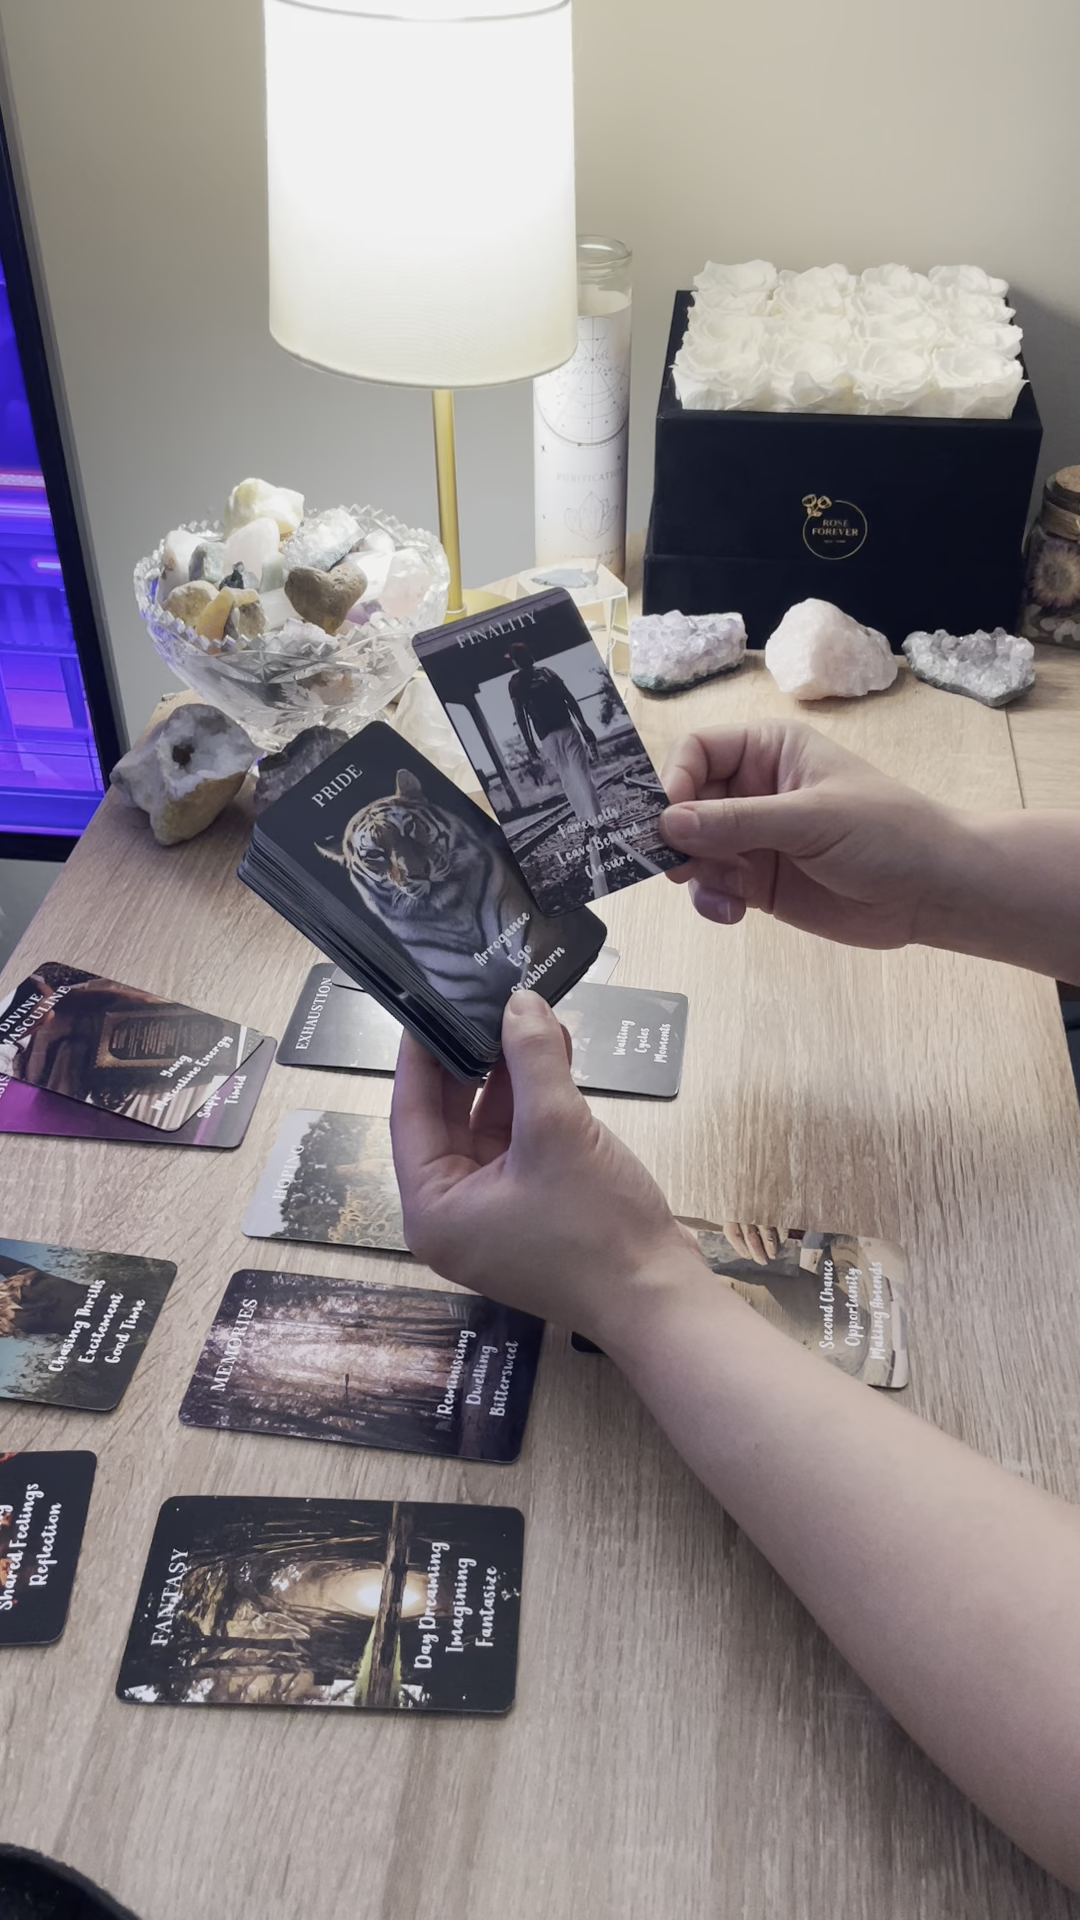 PURIFICATION
ROSE
FOREVER
FINALITY
Farewells
Leave Behind
Closure
PRIDE
Arrogance
Ego
Stubborn
DIVINE
MASCULINE
Yang
Masculine Energy
Timid
EXHAUSTION
Waiting
Cycles
Moments
HOPING
Chasing Thrills
Excitement
Good Time
MEMORIES
Reminiscing
Dwelling
Bittersweet
Second Chance
Opportunity
Making Amends
Shared Feelings
Reflection
FANTASY
Day Dreaming
Imagining
Fantasize